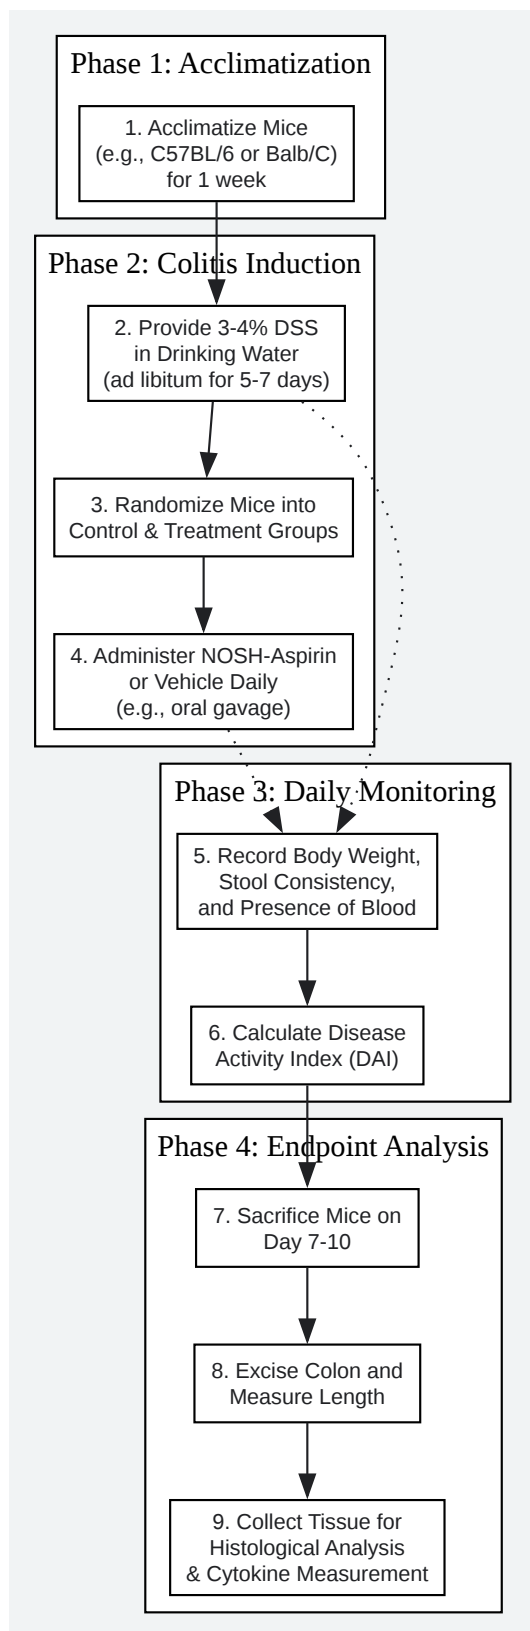 Phase 1: Acclimatization
1. Acclimatize Mice
(e.g., C57BL/6 or Balb/C)
for 1 week
Phase 2: Colitis Induction
2. Provide 3-4% DSS
in Drinking Water
(ad libitum for 5-7 days)
3. Randomize Mice into
Control & Treatment Groups
4. Administer NOSH-Aspirin
or Vehicle Daily
(e.g., oral gavage)
Phase 3: Daily Monitoring
5. Record Body Weight,
Stool Consistency,
and Presence of Blood
6. Calculate Disease
Activity Index (DAI)
Phase 4: Endpoint Analysis
7. Sacrifice Mice on
Day 7-10
8. Excise Colon and
Measure Length
9. Collect Tissue for
Histological Analysis
& Cytokine Measurement